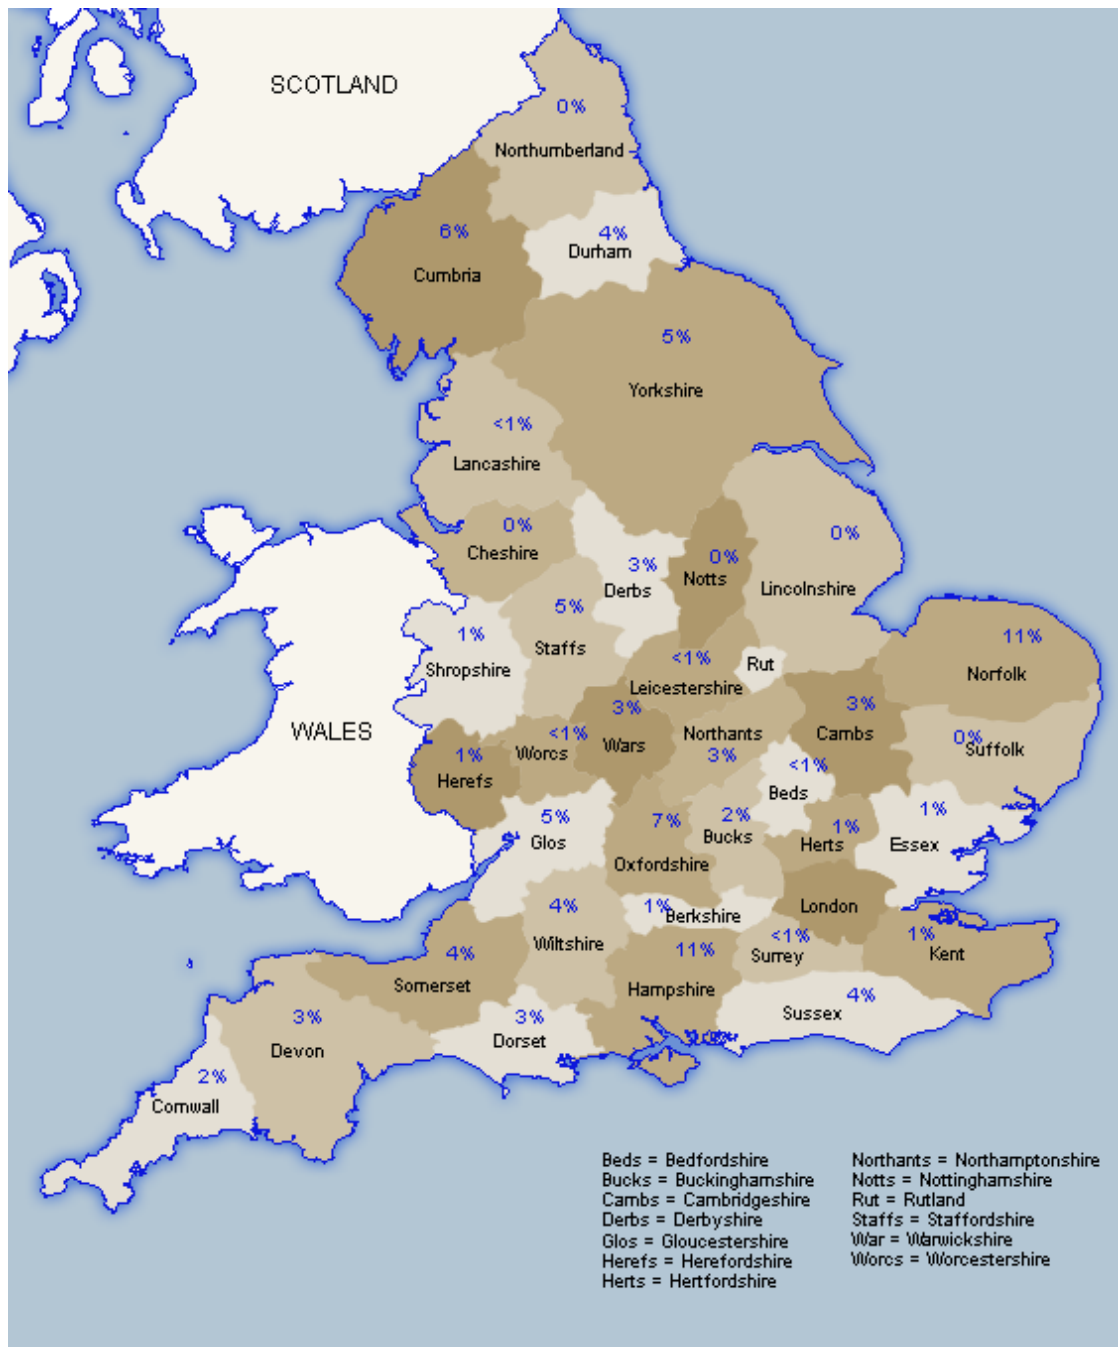 SCOTLAND
0%
Northumberland
6%
Cumbria
4%
Durham
5%
Yorkshire
<1%
Lancashire
0%
Cheshire
3%
Derbs
0%
Notts
0%
Lincolnshire
5%
Staffs
1%
Shropshire
<1%
Leicestershire
Rut
11%
Norfolk
WALES
1%
Herefs
<1%
Worcs
3%
Wars
Northants
3%
3%
Cambs
0%
Suffolk
<1%
Beds
5%
Glos
7%
Oxfordshire
2%
Bucks
1%
Herts
1%
Essex
4%
Wiltshire
1%
Berkshire
London
<1%
Surrey
1%
Kent
4%
Somerset
11%
Hampshire
4%
Sussex
3%
Devon
3%
Dorset
2%
Cornwall
Beds = Bedfordshire
Bucks = Buckinghamshire
Cambs = Cambridgeshire
Derbs = Derbyshire
Glos = Gloucestershire
Herefs = Herefordshire
Herts = Hertfordshire
Northants = Northamptonshire
Notts = Nottinghamshire
Rut = Rutland
Staffs = Staffordshire
War = Warwickshire
Worcs = Worcestershire